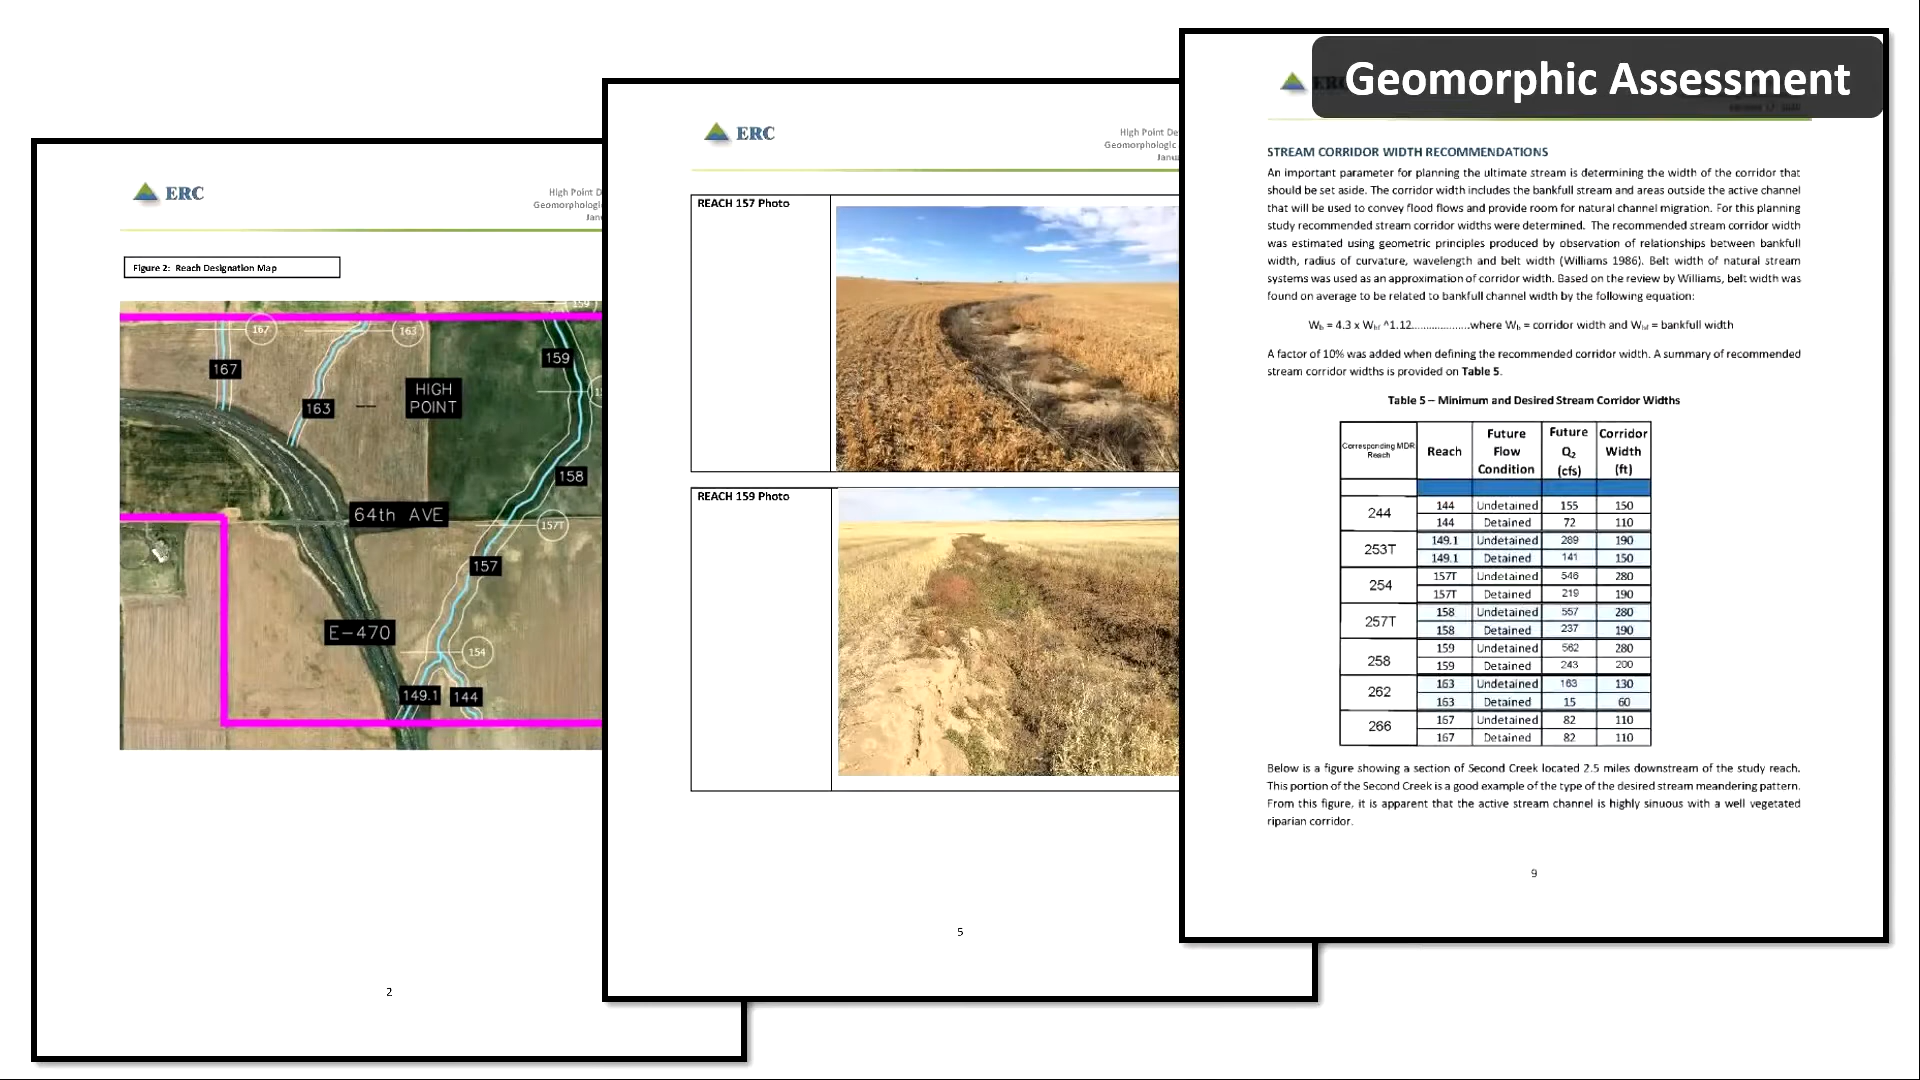 Geomorphic Assessment
ERC
High Point D
Geomorphologic
Jan
Figure 2: Reach Designation Map
159
167
163
167
159
163
HIGH
POINT
158
64th AVE
157T
157
E-470
154
149.1
144
2
ERC
High Point De
Geomorphologic
Janua
REACH 157 Photo
REACH 159 Photo
5
STREAM CORRIDOR WIDTH RECOMMENDATIONS
An important parameter for planning the ultimate stream is determining the width of the corridor that
should be set aside. The corridor width includes the bankfull stream and areas outside the active channel
that will be used to convey flood flows and provide room for natural channel migration. For this planning
study recommended stream corridor widths were determined. The recommended stream corridor width
was estimated using geometric principles produced by observation of relationships between bankfull
width, radius of curvature, wavelength and belt width (Williams 1986). Belt width of natural stream
systems was used as an approximation of corridor width. Based on the review by Williams, belt width was
found on average to be related to bankfull channel width by the following equation:
Wb = 4.3 x Wbf ^1.12...................where Wb = corridor width and Wbf = bankfull width
A factor of 10% was added when defining the recommended corridor width. A summary of recommended
stream corridor widths is provided on Table 5.
Table 5 – Minimum and Desired Stream Corridor Widths
Corresponding MDR Reach Reach Future Flow Condition Future Q2 (cfs) Corridor Width (ft)
244 144 Undetained 155 150
144 Detained 72 110
253T 149.1 Undetained 289 190
149.1 Detained 141 150
254 157T Undetained 546 280
157T Detained 219 190
257T 158 Undetained 557 280
158 Detained 237 190
258 159 Undetained 562 280
159 Detained 243 200
262 163 Undetained 163 130
163 Detained 15 60
266 167 Undetained 82 110
167 Detained 82 110
Below is a figure showing a section of Second Creek located 2.5 miles downstream of the study reach.
This portion of the Second Creek is a good example of the type of the desired stream meandering pattern.
From this figure, it is apparent that the active stream channel is highly sinuous with a well vegetated
riparian corridor.
9